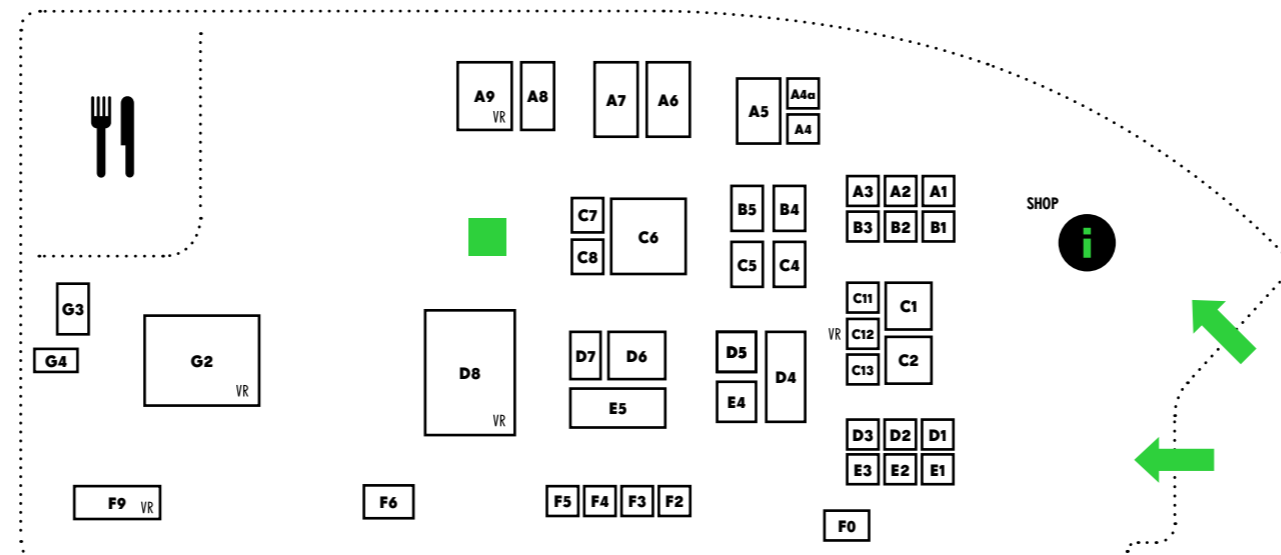 A9
VR
A8
A7
A6
A5
A4a
A4
A3
A2
A1
B3
B2
B1
SHOP
i
C7
C8
C6
B5
B4
C5
C4
G3
G4
G2
VR
D8
VR
D7
D6
E5
D5
E4
D4
C11
C12
C13
VR
C1
C2
D3
D2
D1
E3
E2
E1
F9
VR
F6
F5
F4
F3
F2
F0